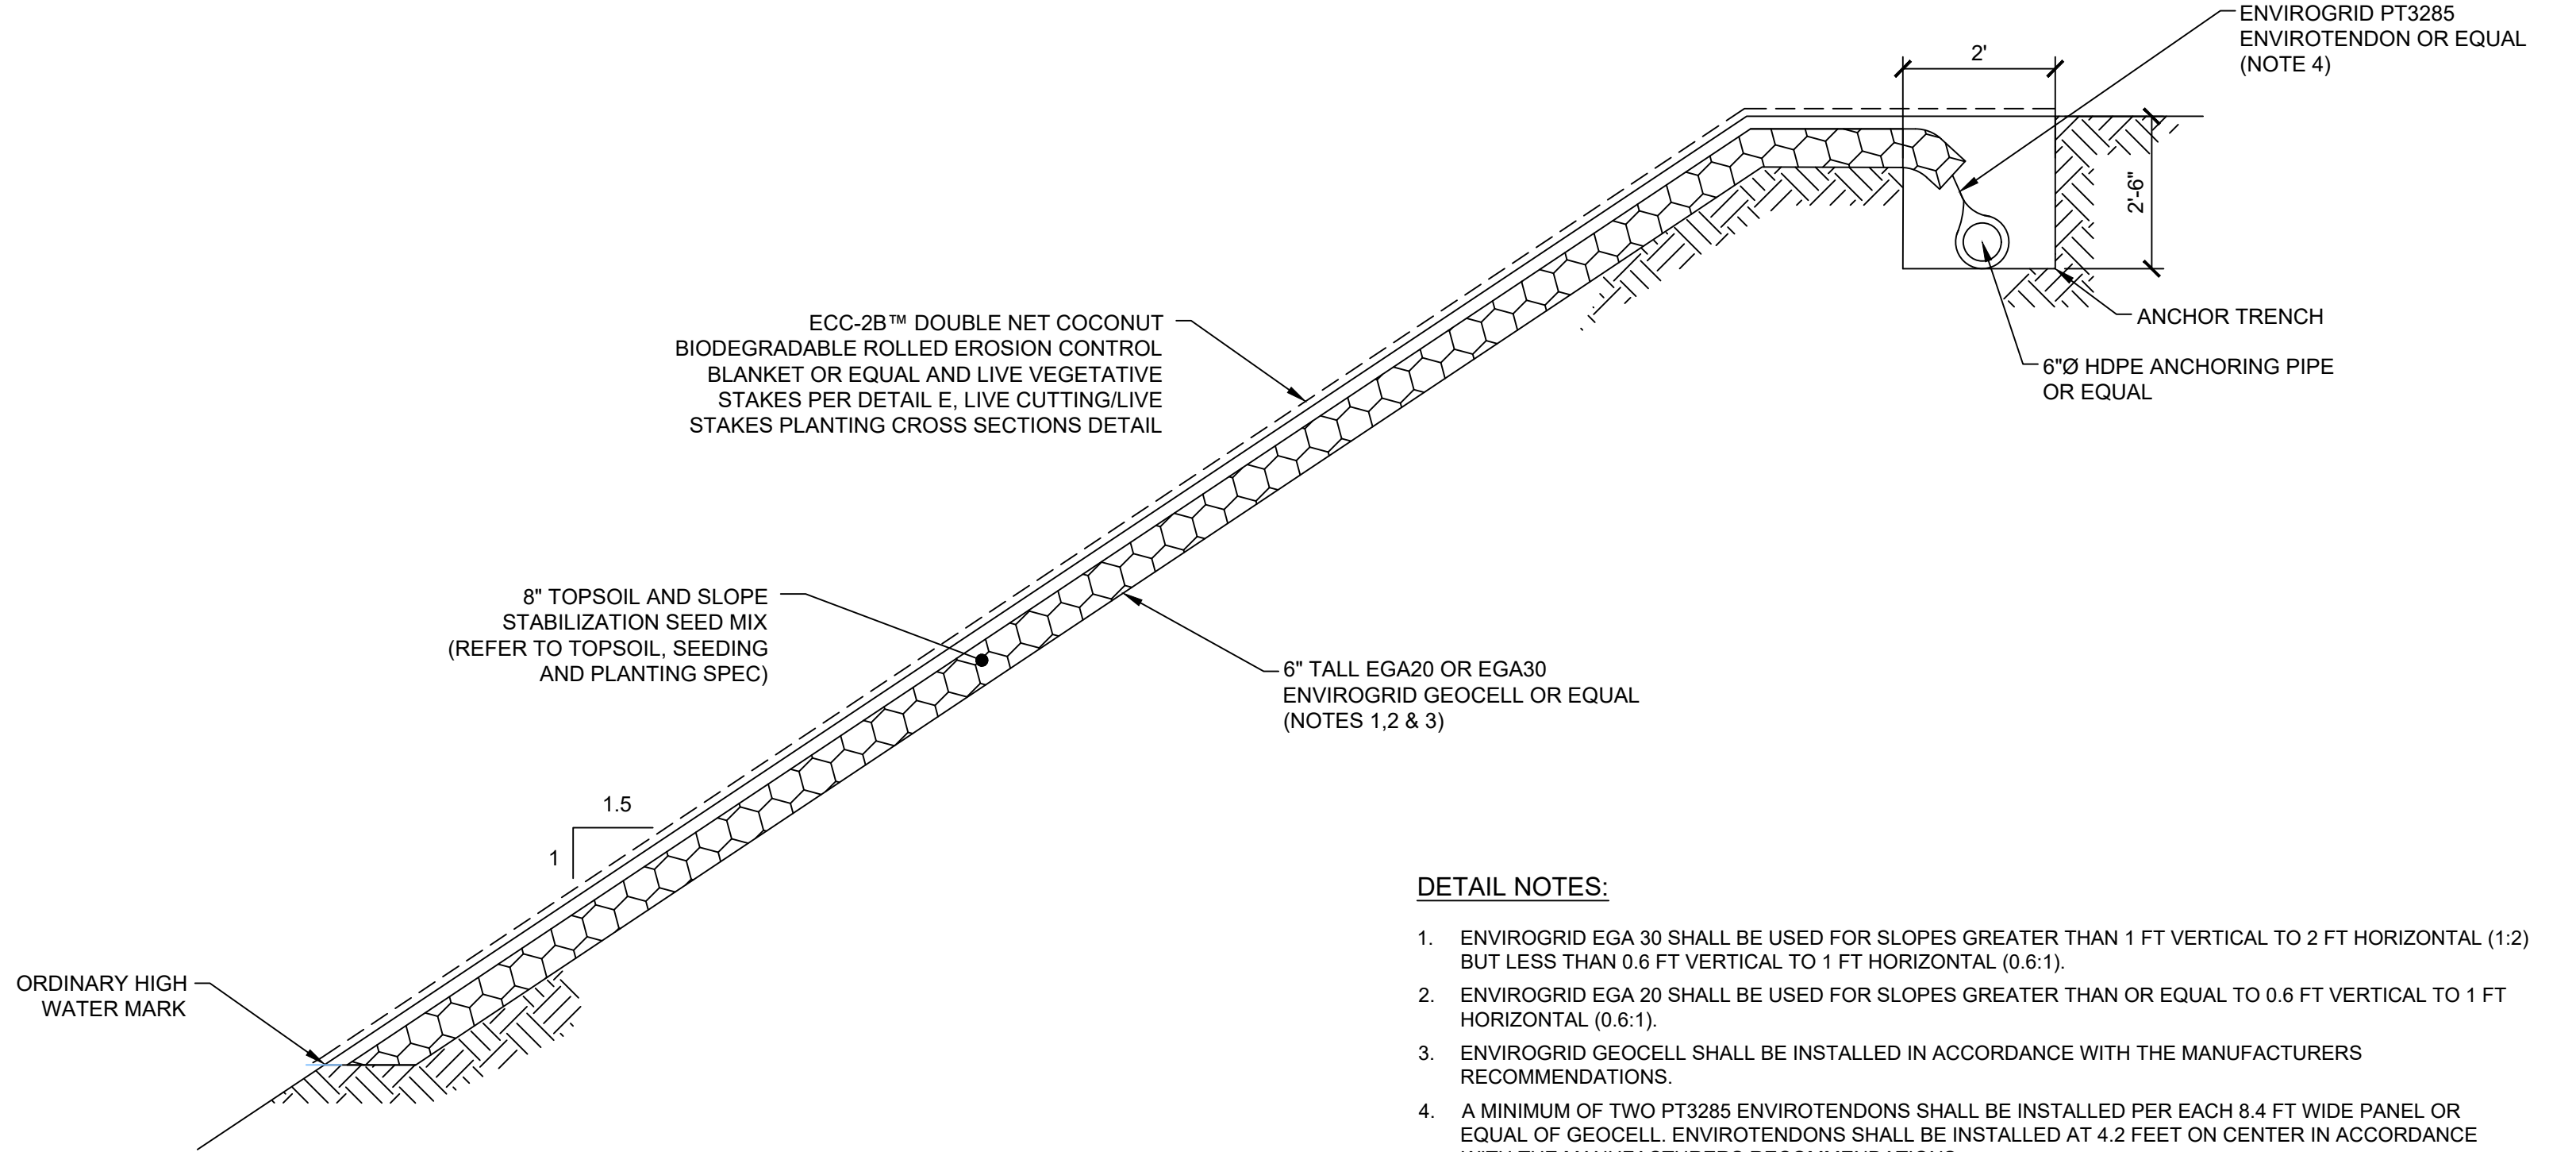 ENVIROGRID PT3285
ENVIROTENDON OR EQUAL
(NOTE 4)
2'
2'-6"
ANCHOR TRENCH
6"Ø HDPE ANCHORING PIPE
OR EQUAL
ECC-2B™ DOUBLE NET COCONUT
BIODEGRADABLE ROLLED EROSION CONTROL
BLANKET OR EQUAL AND LIVE VEGETATIVE
STAKES PER DETAIL E, LIVE CUTTING/LIVE
STAKES PLANTING CROSS SECTIONS DETAIL
8" TOPSOIL AND SLOPE
STABILIZATION SEED MIX
(REFER TO TOPSOIL, SEEDING
AND PLANTING SPEC)
6" TALL EGA20 OR EGA30
ENVIROGRID GEOCELL OR EQUAL
(NOTES 1,2 & 3)
1.5
1
ORDINARY HIGH
WATER MARK
DETAIL NOTES:
1. ENVIROGRID EGA 30 SHALL BE USED FOR SLOPES GREATER THAN 1 FT VERTICAL TO 2 FT HORIZONTAL (1:2)
BUT LESS THAN 0.6 FT VERTICAL TO 1 FT HORIZONTAL (0.6:1).
2. ENVIROGRID EGA 20 SHALL BE USED FOR SLOPES GREATER THAN OR EQUAL TO 0.6 FT VERTICAL TO 1 FT
HORIZONTAL (0.6:1).
3. ENVIROGRID GEOCELL SHALL BE INSTALLED IN ACCORDANCE WITH THE MANUFACTURERS
RECOMMENDATIONS.
4. A MINIMUM OF TWO PT3285 ENVIROTENDONS SHALL BE INSTALLED PER EACH 8.4 FT WIDE PANEL OR
EQUAL OF GEOCELL. ENVIROTENDONS SHALL BE INSTALLED AT 4.2 FEET ON CENTER IN ACCORDANCE
WITH THE MANUFACTURERS RECOMMENDATIONS.